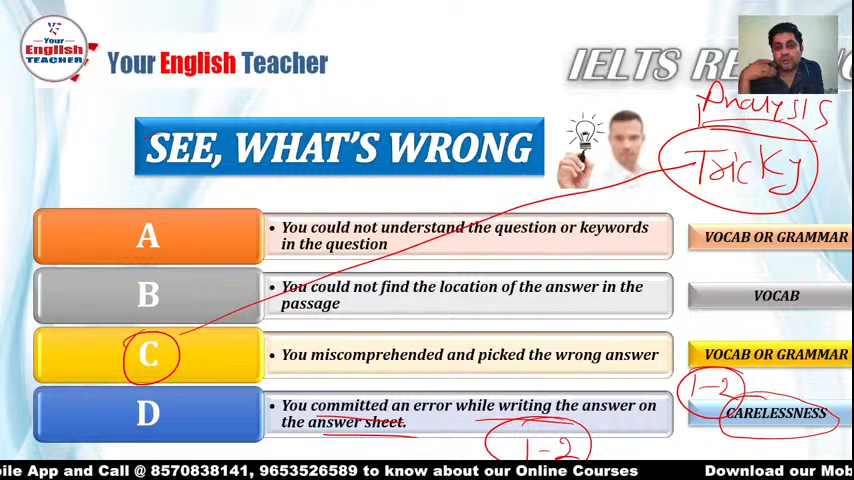 Your
English
TEACHER
Your English Teacher
IELTS RE
Analysis
Tricky
SEE, WHAT'S WRONG
A
• You could not understand the question or keywords
in the question
VOCAB OR GRAMMAR
B
• You could not find the location of the answer in the
passage
VOCAB
C
• You miscomprehended and picked the wrong answer
VOCAB OR GRAMMAR
D
• You committed an error while writing the answer on
the answer sheet.
1-2
CARELESSNESS
1-2
bile App and Call @ 8570838141, 9653526589 to know about our Online Courses
Download our Mob